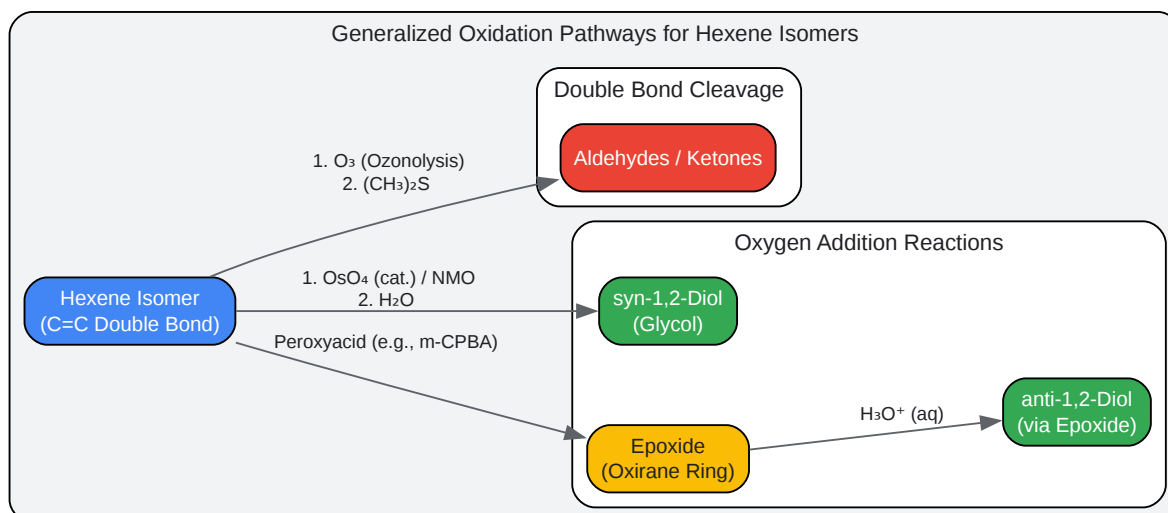 Generalized Oxidation Pathways for Hexene Isomers
Double Bond Cleavage
Aldehydes / Ketones
1. O₃ (Ozonolysis)
2. (CH₃)₂S
Oxygen Addition Reactions
Hexene Isomer
(C=C Double Bond)
1. OsO₄ (cat.) / NMO
2. H₂O
syn-1,2-Diol
(Glycol)
Peroxyacid (e.g., m-CPBA)
Epoxide
(Oxirane Ring)
H₃O⁺ (aq)
anti-1,2-Diol
(via Epoxide)